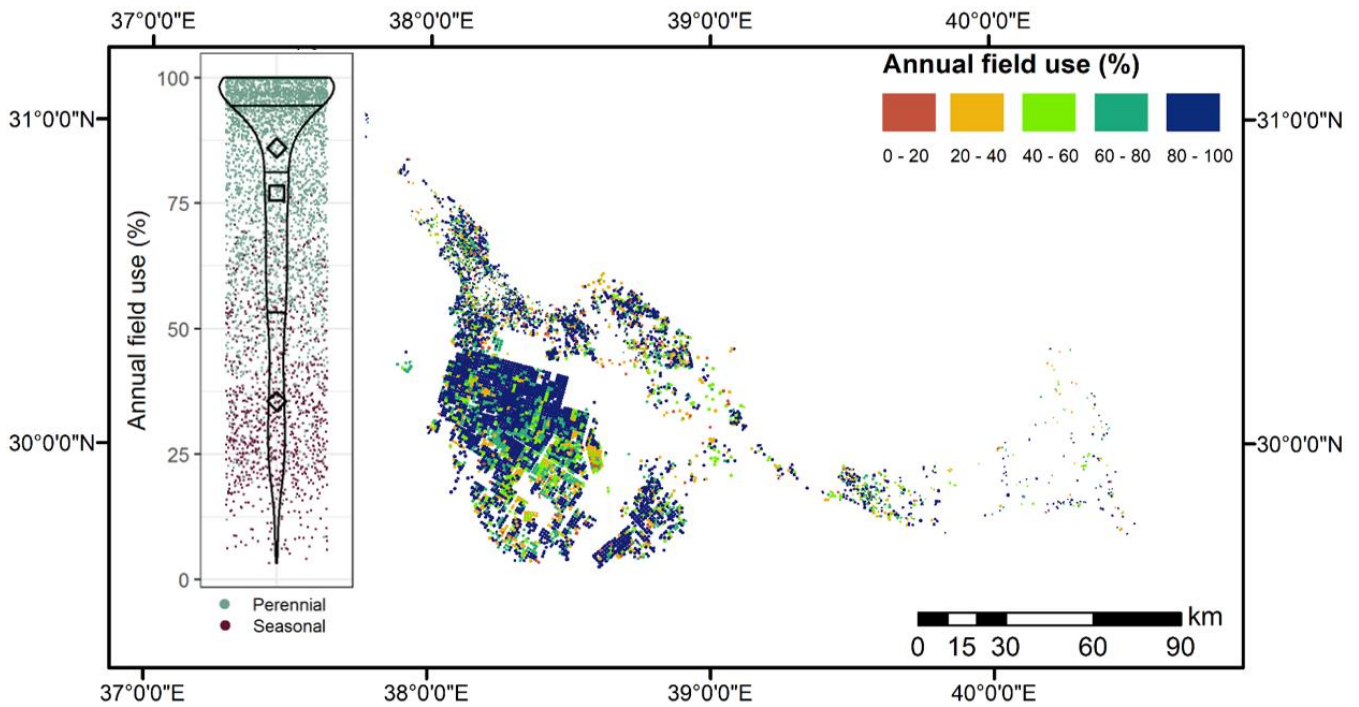 37°0'0"E 38°0'0"E 39°0'0"E 40°0'0"E
Annual field use (%)
0 - 20 20 - 40 40 - 60 60 - 80 80 - 100
31°0'0"N
31°0'0"N
30°0'0"N
30°0'0"N
Annual field use (%)
100
75
50
25
0
Perennial
Seasonal
km
0 15 30 60 90
37°0'0"E 38°0'0"E 39°0'0"E 40°0'0"E